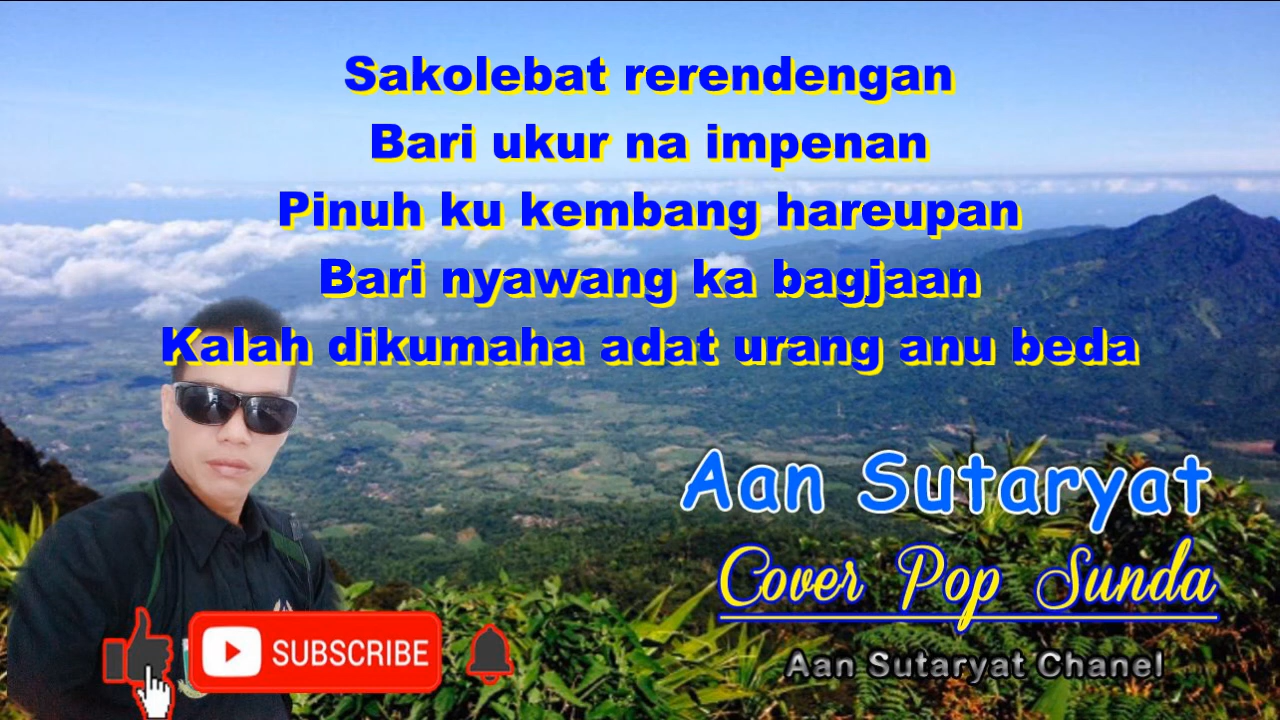 Sakolebat rerendengan
Bari ukur na impenan
Pinuh ku kembang hareupan
Bari nyawang ka bagjaan
Kalah dikumaha adat urang anu beda
Aan Sutaryat
Cover Pop Sunda
SUBSCRIBE
Aan Sutaryat Chanel